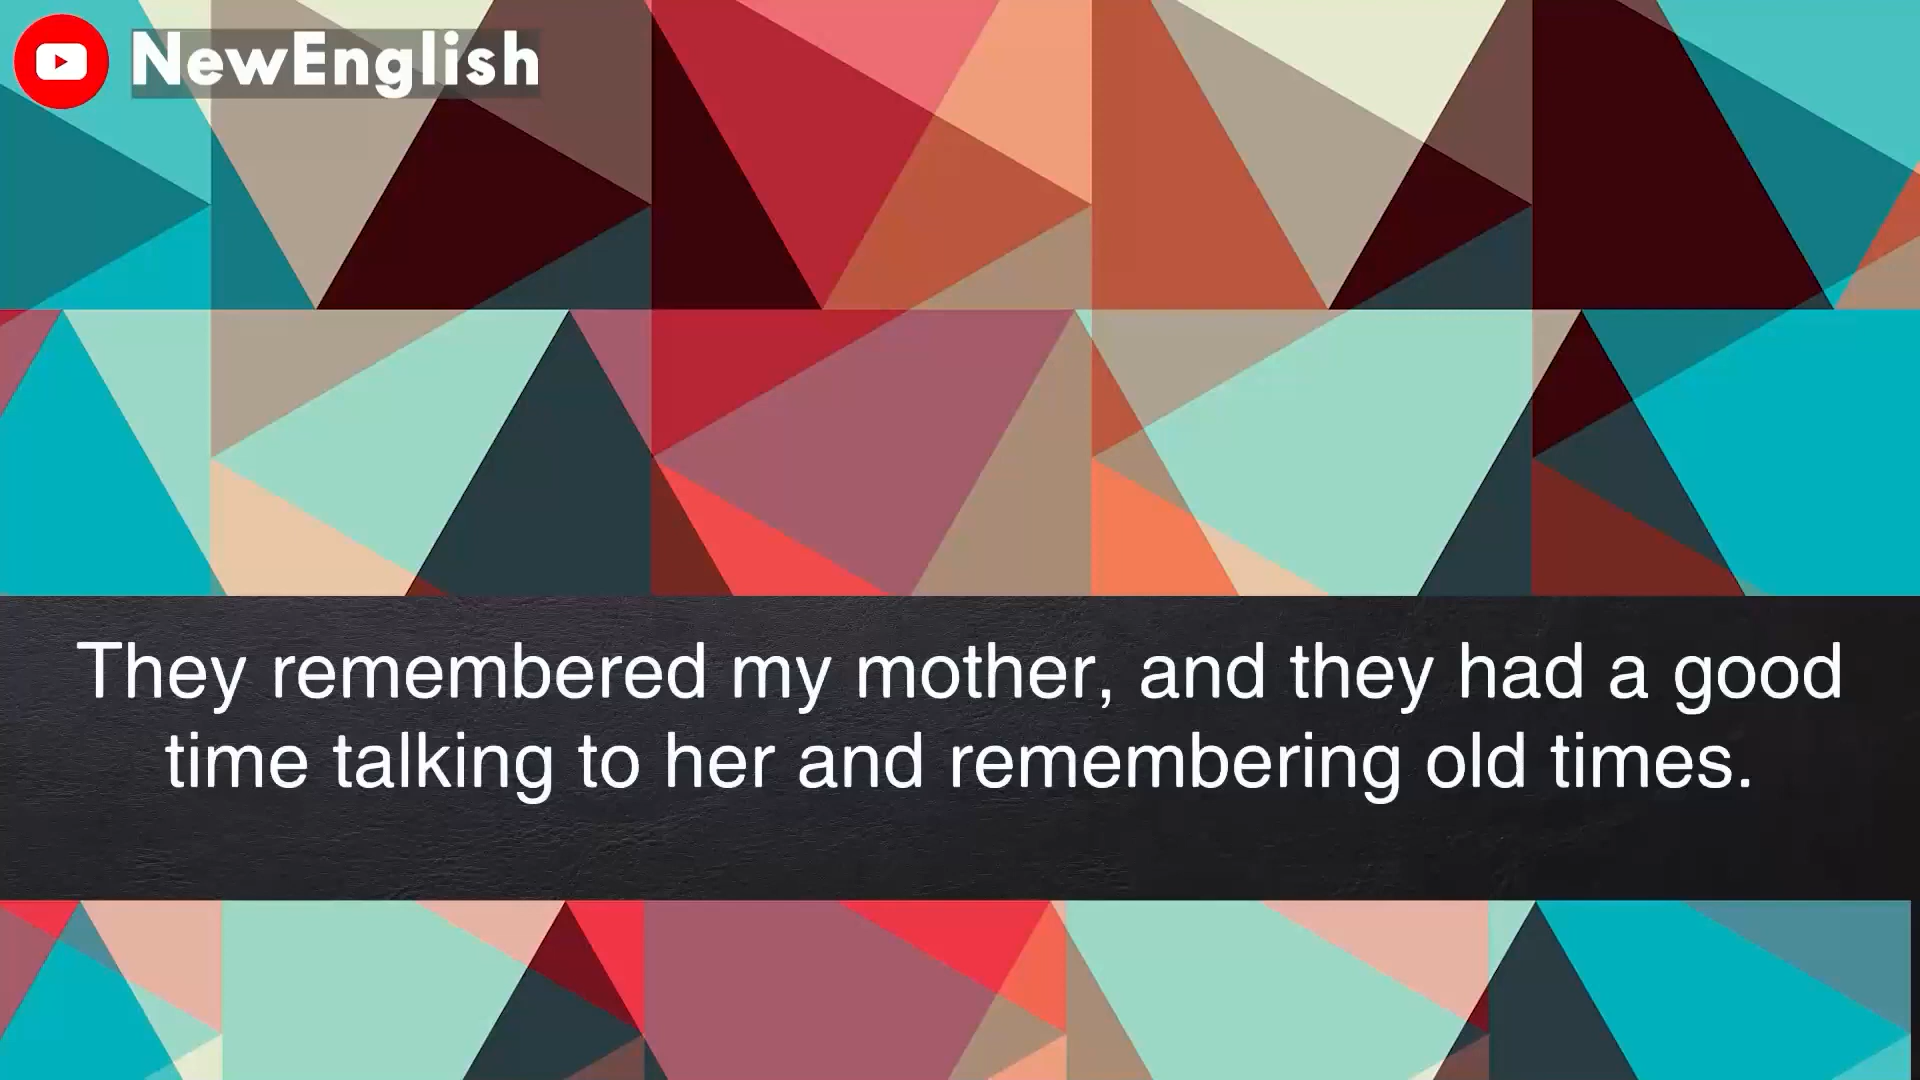 NewEnglish
They remembered my mother, and they had a good
time talking to her and remembering old times.